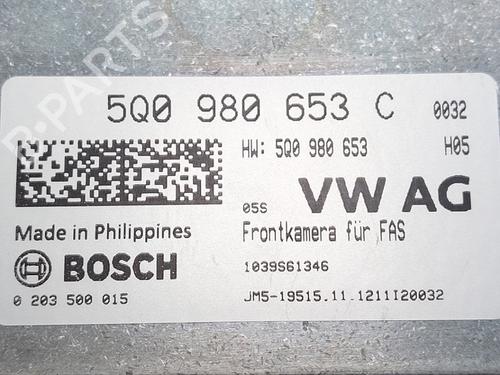 5Q0 980 653 C 0032
HW: 5Q0 980 653 H05
05S VW AG
Made in Philippines
Frontkamera für FAS
BOSCH
1039S61346
0 203 500 015
JM5-19515.11.1211I20032
B-PARTS